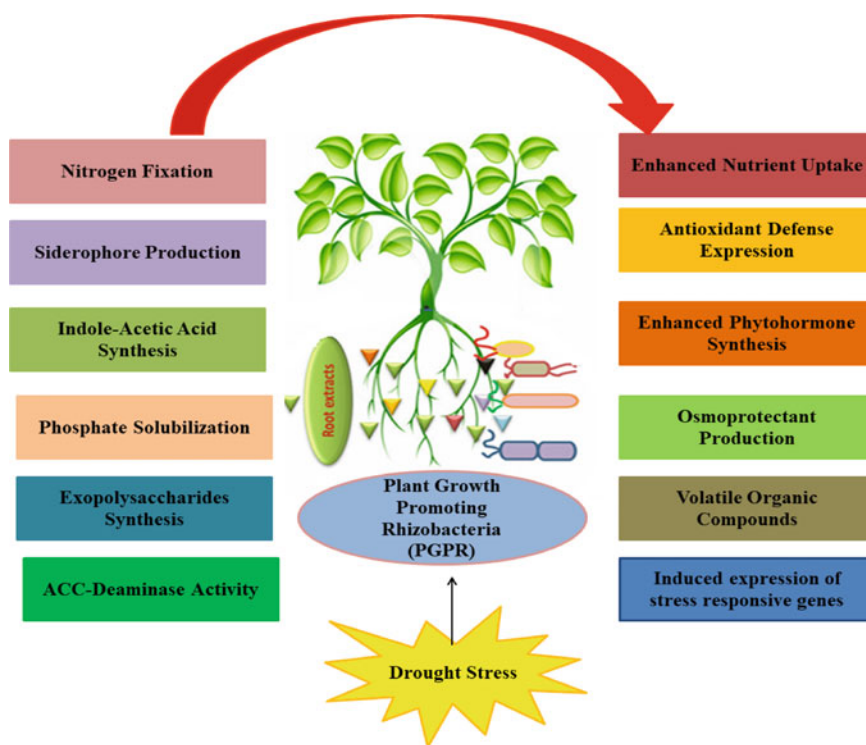 Nitrogen Fixation
Siderophore Production
Indole-Acetic Acid
Synthesis
Phosphate Solubilization
Exopolysaccharides
Synthesis
ACC-Deaminase Activity
Root extracts
Plant Growth
Promoting
Rhizobacteria
(PGPR)
Drought Stress
Enhanced Nutrient Uptake
Antioxidant Defense
Expression
Enhanced Phytohormone
Synthesis
Osmoprotectant
Production
Volatile Organic
Compounds
Induced expression of
stress responsive genes